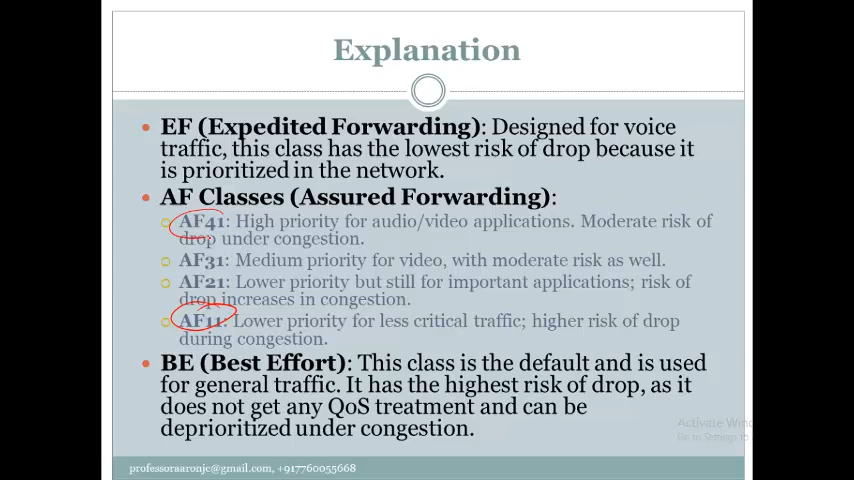 Explanation
EF (Expedited Forwarding): Designed for voice
traffic, this class has the lowest risk of drop because it
is prioritized in the network.
AF Classes (Assured Forwarding):
AF41: High priority for audio/video applications. Moderate risk of
drop under congestion.
AF31: Medium priority for video, with moderate risk as well.
AF21: Lower priority but still for important applications; risk of
drop increases in congestion.
AF11: Lower priority for less critical traffic; higher risk of drop
during congestion.
BE (Best Effort): This class is the default and is used
for general traffic. It has the highest risk of drop, as it
does not get any QoS treatment and can be
deprioritized under congestion.
Activate Wind
Go to Settings to
professoraaronjc@gmail.com, +917760055668